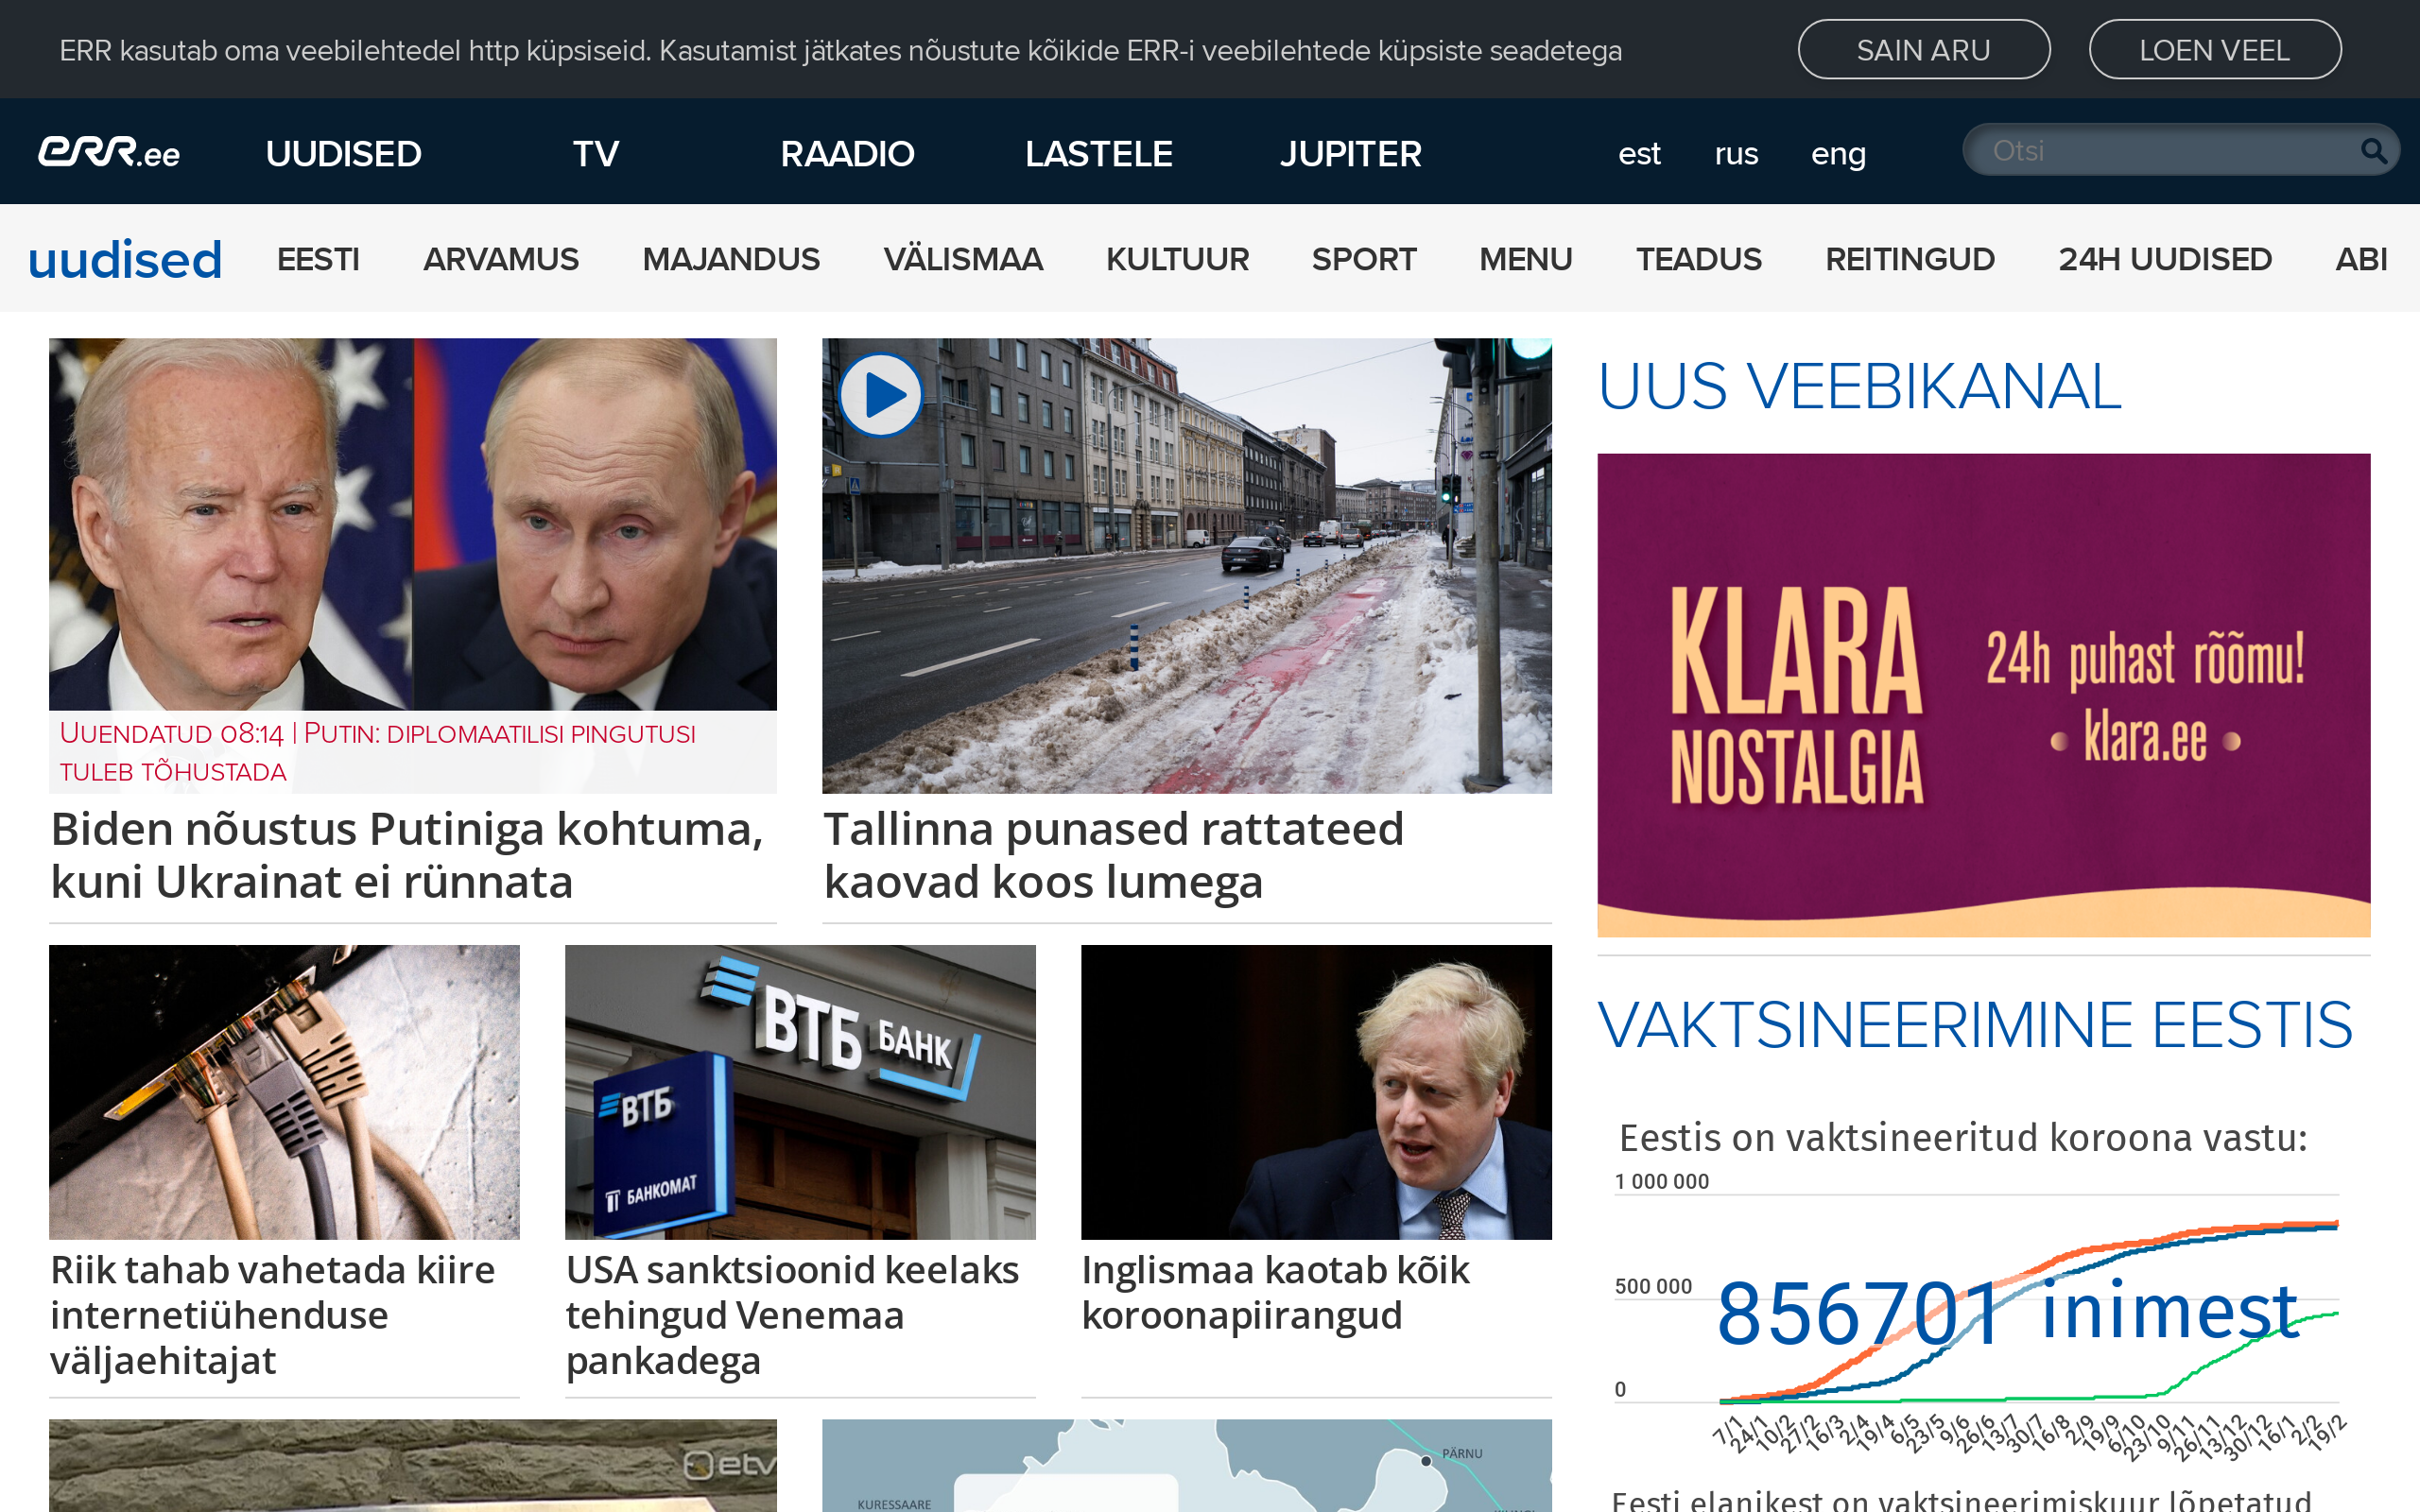 ERR kasutab oma veebilehtedel http küpsiseid. Kasutamist jätkates nõustute kõikide ERR-i veebilehtede küpsiste seadetega
SAIN ARU
LOEN VEEL
err.ee
UUDISED
TV
RAADIO
LASTELE
JUPITER
est
rus
eng
Otsi
uudised
EESTI
ARVAMUS
MAJANDUS
VÄLISMAA
KULTUUR
SPORT
MENU
TEADUS
REITINGUD
24H UUDISED
ABI
UUENDATUD 08:14 | PUTIN: DIPLOMAATILISI PINGUTUSI
TULEB TÕHUSTADA
Biden nõustus Putiniga kohtuma,
kuni Ukrainat ei rünnata
Tallinna punased rattateed
kaovad koos lumega
UUS VEEBIKANAL
KLARA
NOSTALGIA
24h puhast rõõmu!
• klara.ee •
ВТБ БАНК
ВТБ
БАНКОМАТ
Riik tahab vahetada kiire
internetiühenduse
väljaehitajat
USA sanktsioonid keelaks
tehingud Venemaa
pankadega
Inglismaa kaotab kõik
koroonapiirangud
VAKTSINEERIMINE EESTIS
Eestis on vaktsineeritud koroona vastu:
1 000 000
500 000
0
856701 inimest
7/1
24/1
10/2
27/2
16/3
2/4
19/4
6/5
23/5
9/6
26/6
13/7
30/7
16/8
2/9
19/9
6/10
23/10
9/11
26/11
13/12
30/12
16/1
2/2
19/2
Eesti elanikest on vaktsineerimiskuur lõpetatud
etv
PÄRNU
KURESSAARE